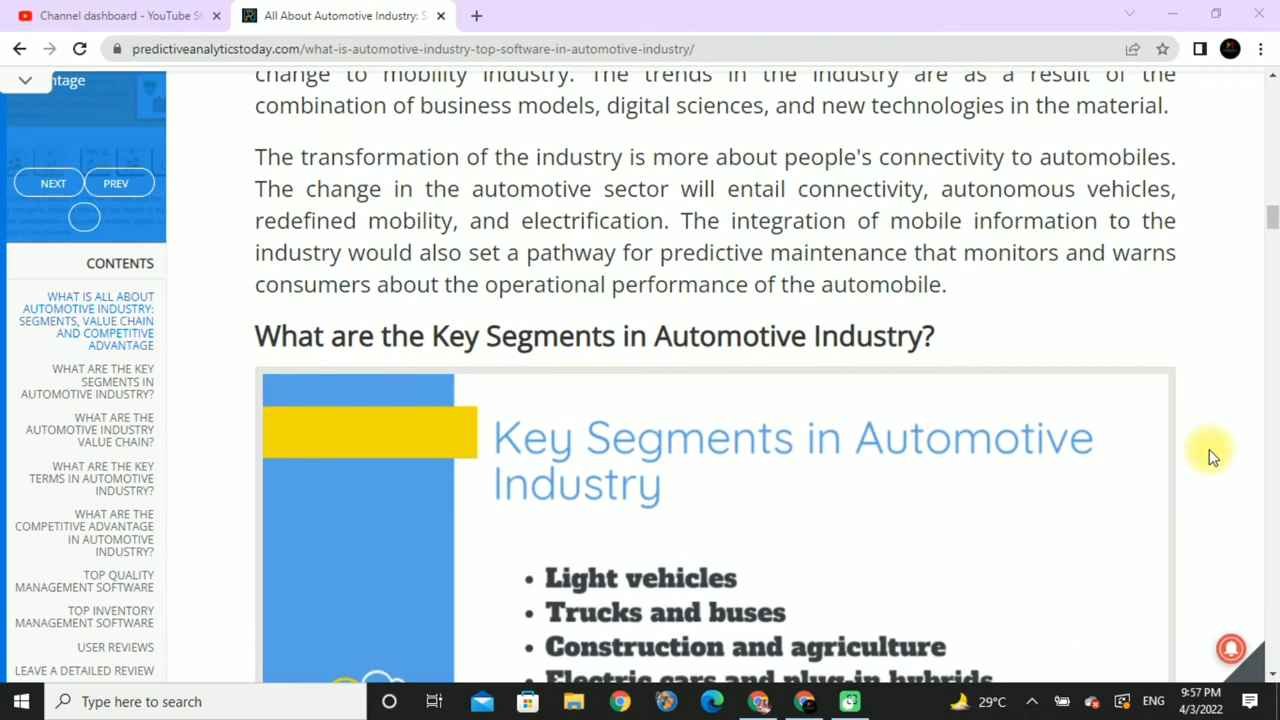 Channel dashboard - YouTube St
All About Automotive Industry: S
predictiveanalyticstoday.com/what-is-automotive-industry-top-software-in-automotive-industry/
ntage
NEXT
PREV
CONTENTS
WHAT IS ALL ABOUT
AUTOMOTIVE INDUSTRY:
SEGMENTS, VALUE CHAIN
AND COMPETITIVE
ADVANTAGE
WHAT ARE THE KEY
SEGMENTS IN
AUTOMOTIVE INDUSTRY?
WHAT ARE THE
AUTOMOTIVE INDUSTRY
VALUE CHAIN?
WHAT ARE THE KEY
TERMS IN AUTOMOTIVE
INDUSTRY?
WHAT ARE THE
COMPETITIVE ADVANTAGE
IN AUTOMOTIVE
INDUSTRY?
TOP QUALITY
MANAGEMENT SOFTWARE
TOP INVENTORY
MANAGEMENT SOFTWARE
USER REVIEWS
LEAVE A DETAILED REVIEW
change to mobility industry. The trends in the industry are as a result of the
combination of business models, digital sciences, and new technologies in the material.
The transformation of the industry is more about people's connectivity to automobiles.
The change in the automotive sector will entail connectivity, autonomous vehicles,
redefined mobility, and electrification. The integration of mobile information to the
industry would also set a pathway for predictive maintenance that monitors and warns
consumers about the operational performance of the automobile.
What are the Key Segments in Automotive Industry?
Key Segments in Automotive
Industry
• Light vehicles
• Trucks and buses
• Construction and agriculture
Electric cars and plug-in hybrids
Type here to search
29°C
ENG
9:57 PM
4/3/2022